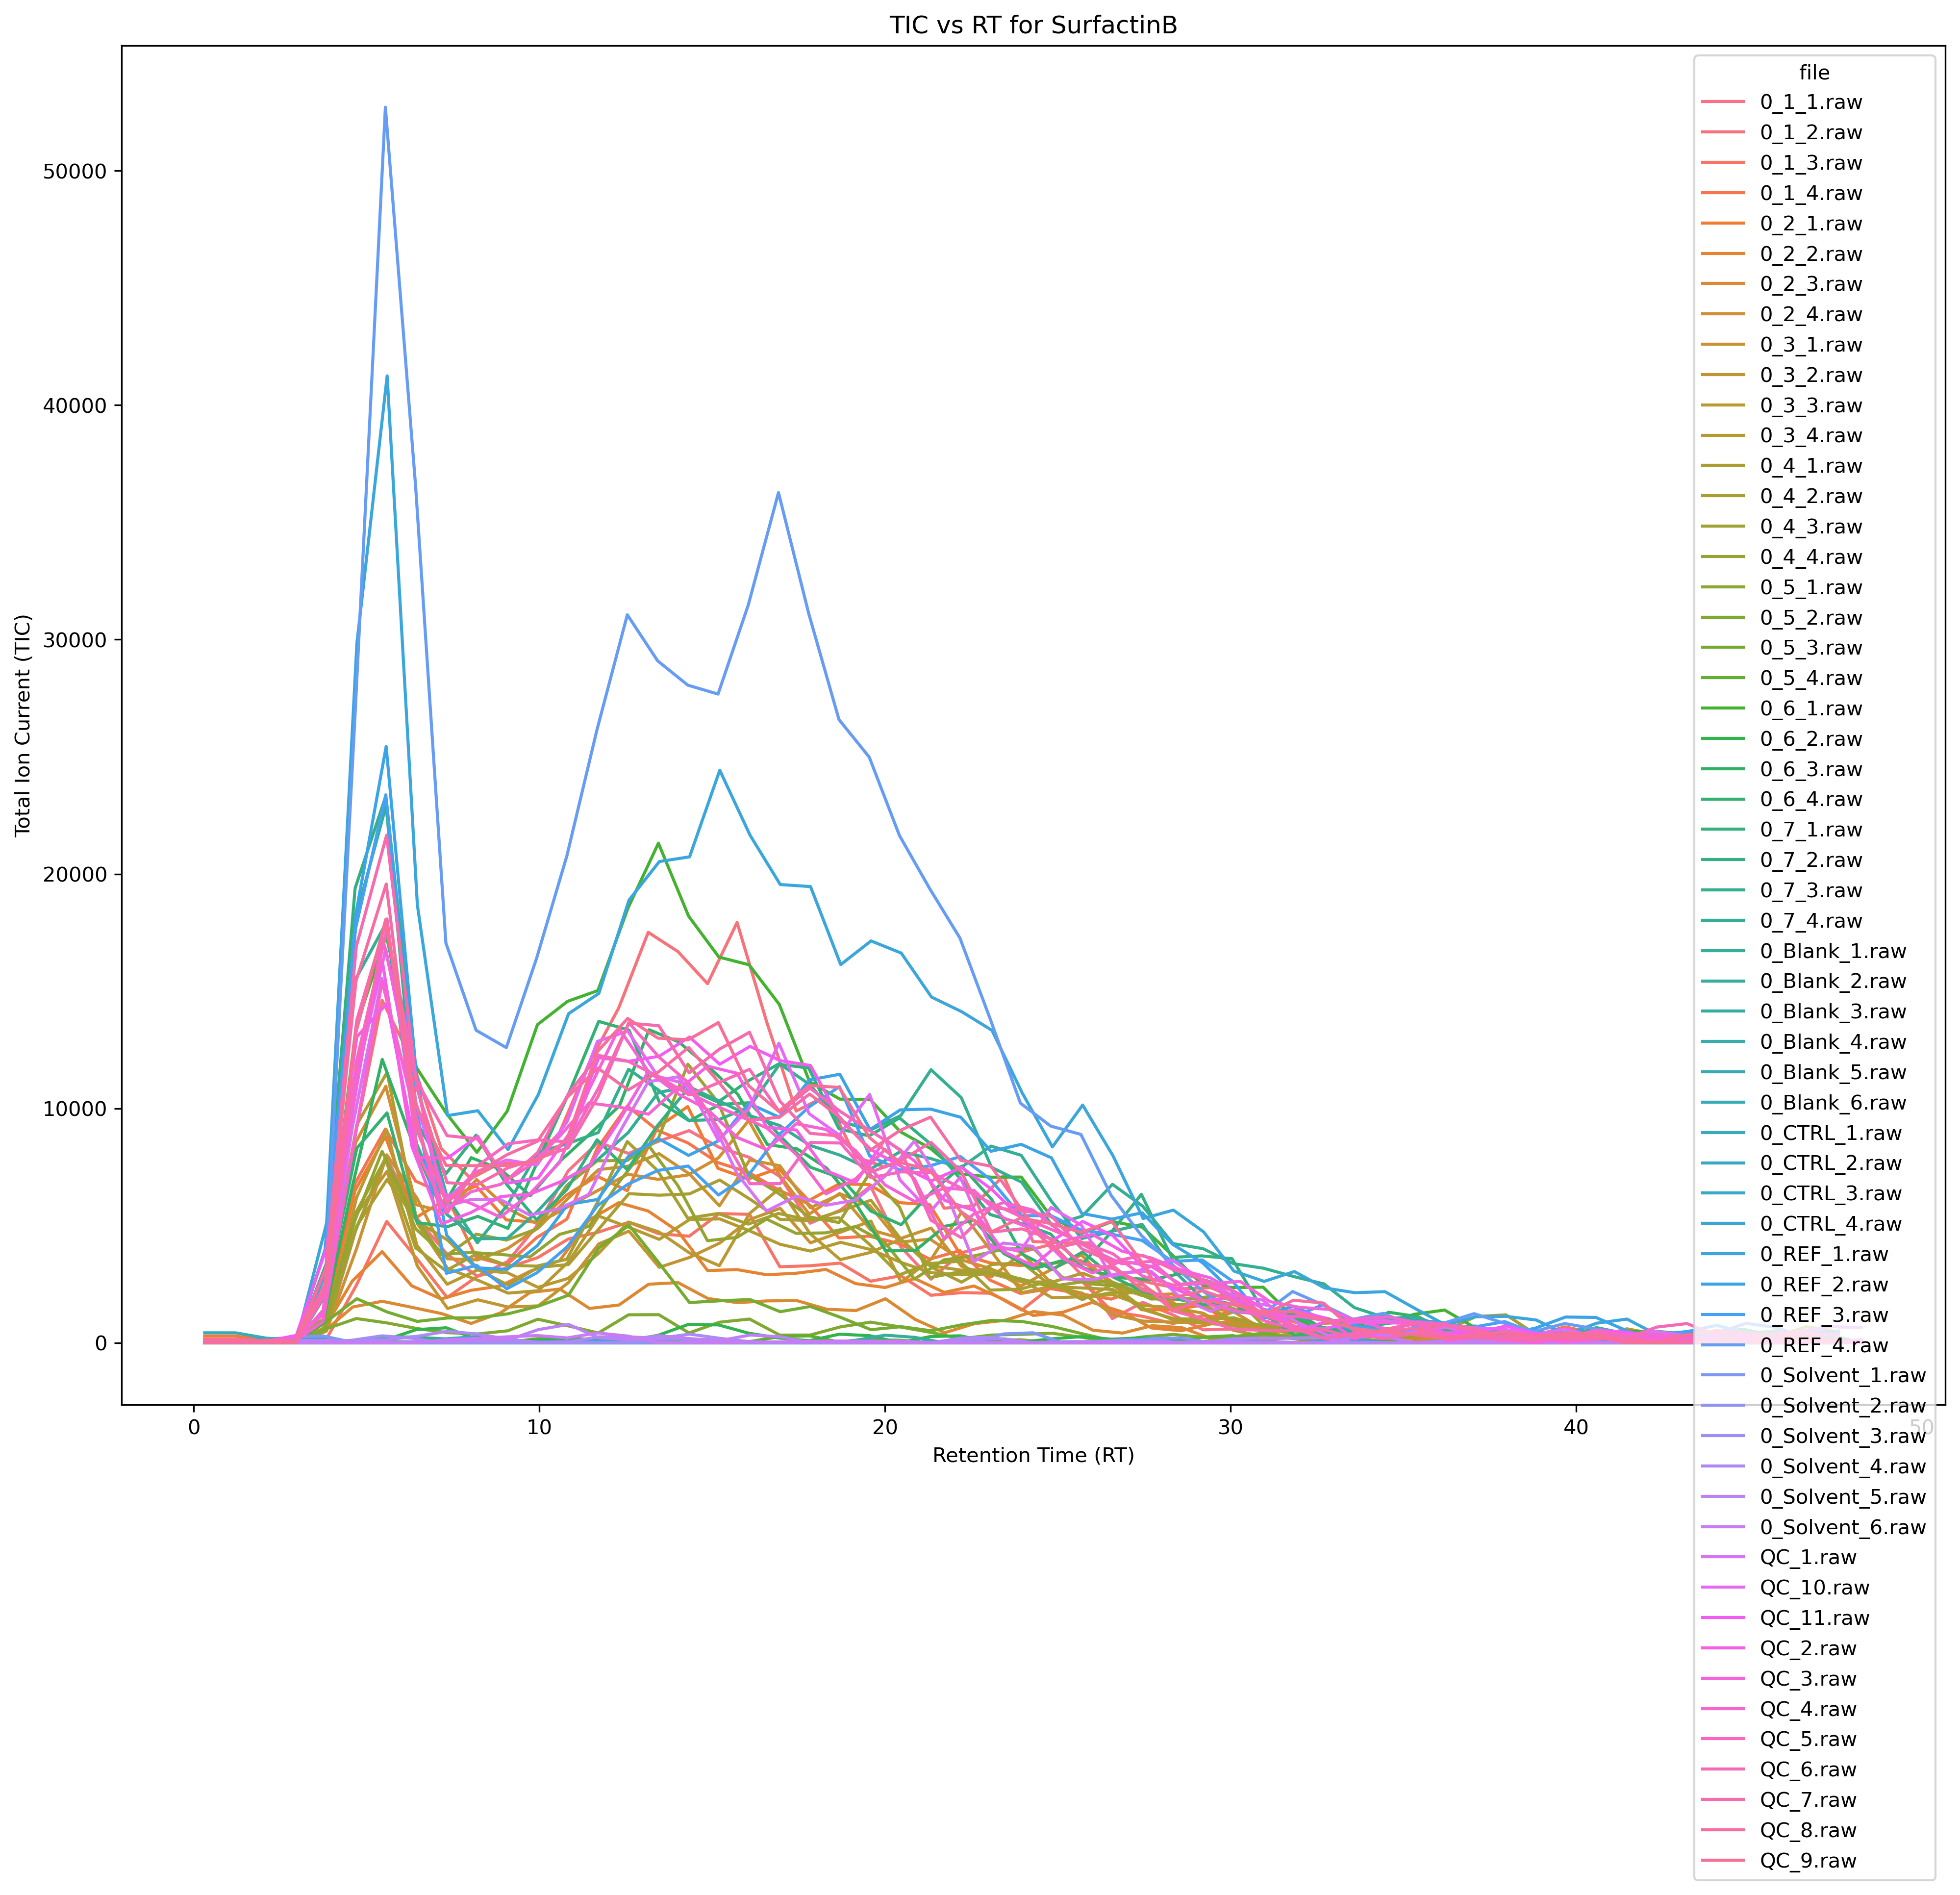 TIC vs RT for SurfactinB
Total Ion Current (TIC)
50000
40000
30000
20000
10000
0
0
10
20
30
40
50
Retention Time (RT)
file
0_1_1.raw
0_1_2.raw
0_1_3.raw
0_1_4.raw
0_2_1.raw
0_2_2.raw
0_2_3.raw
0_2_4.raw
0_3_1.raw
0_3_2.raw
0_3_3.raw
0_3_4.raw
0_4_1.raw
0_4_2.raw
0_4_3.raw
0_4_4.raw
0_5_1.raw
0_5_2.raw
0_5_3.raw
0_5_4.raw
0_6_1.raw
0_6_2.raw
0_6_3.raw
0_6_4.raw
0_7_1.raw
0_7_2.raw
0_7_3.raw
0_7_4.raw
0_Blank_1.raw
0_Blank_2.raw
0_Blank_3.raw
0_Blank_4.raw
0_Blank_5.raw
0_Blank_6.raw
0_CTRL_1.raw
0_CTRL_2.raw
0_CTRL_3.raw
0_CTRL_4.raw
0_REF_1.raw
0_REF_2.raw
0_REF_3.raw
0_REF_4.raw
0_Solvent_1.raw
0_Solvent_2.raw
0_Solvent_3.raw
0_Solvent_4.raw
0_Solvent_5.raw
0_Solvent_6.raw
QC_1.raw
QC_10.raw
QC_11.raw
QC_2.raw
QC_3.raw
QC_4.raw
QC_5.raw
QC_6.raw
QC_7.raw
QC_8.raw
QC_9.raw